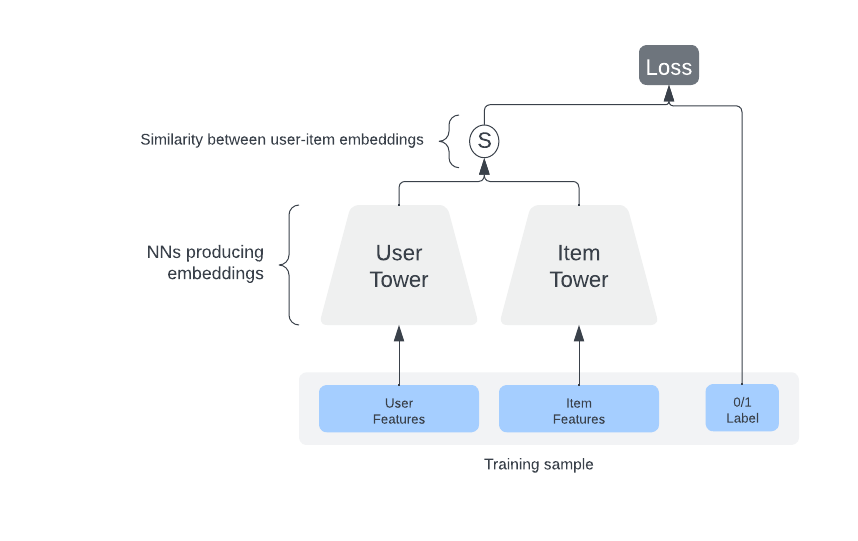 Loss
Similarity between user-item embeddings
S
NNs producing
embeddings
User
Tower
Item
Tower
User
Features
Item
Features
0/1
Label
Training sample